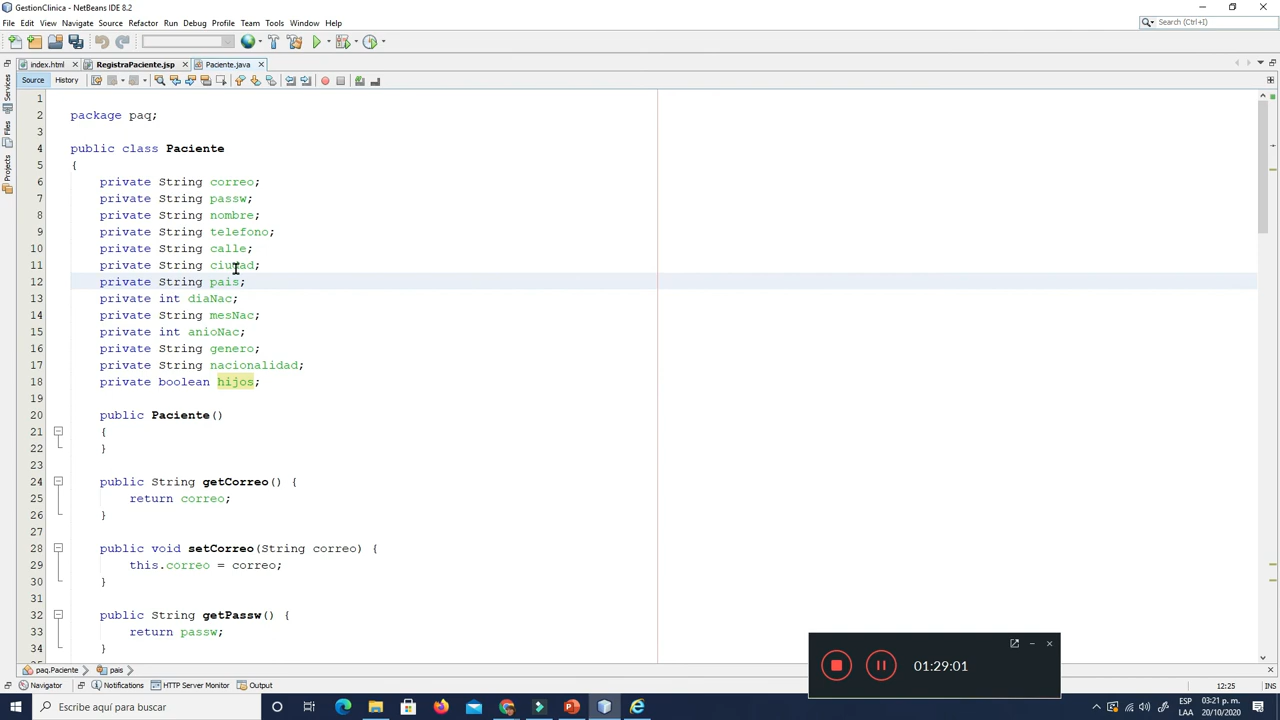 GestionClinica - NetBeans IDE 8.2
File Edit View Navigate Source Refactor Run Debug Profile Team Tools Window Help
Search (Ctrl+I)
index.html RegistraPaciente.jsp Paciente.java
Source History
Services
Files
Projects
1
2 package paq;
3
4 public class Paciente
5 {
6 private String correo;
7 private String passw;
8 private String nombre;
9 private String telefono;
10 private String calle;
11 private String ciudad;
12 private String pais;
13 private int diaNac;
14 private String mesNac;
15 private int anioNac;
16 private String genero;
17 private String nacionalidad;
18 private boolean hijos;
19
20 public Paciente()
21 {
22 }
23
24 public String getCorreo() {
25 return correo;
26 }
27
28 public void setCorreo(String correo) {
29 this.correo = correo;
30 }
31
32 public String getPassw() {
33 return passw;
34 }
01:29:01
paq.Paciente pais
Navigator Notifications HTTP Server Monitor Output 12:25 INS
Escribe aquí para buscar
ESP 03:21 p. m.
LAA 20/10/2020